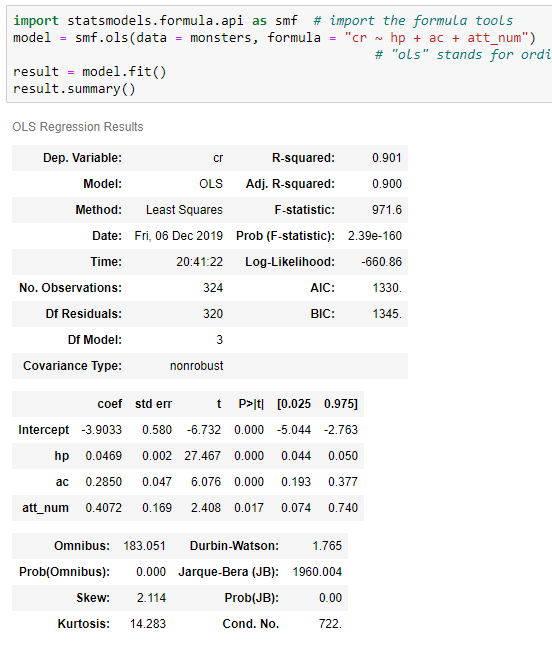 import statsmodels.formula.api as smf  # import the formula tools
model = smf.ols(data = monsters, formula = "cr ~ hp + ac + att_num")
# "ols" stands for ordi
result = model.fit()
result.summary()
OLS Regression Results
Dep. Variable: cr R-squared: 0.901
Model: OLS Adj. R-squared: 0.900
Method: Least Squares F-statistic: 971.6
Date: Fri, 06 Dec 2019 Prob (F-statistic): 2.39e-160
Time: 20:41:22 Log-Likelihood: -660.86
No. Observations: 324 AIC: 1330.
Df Residuals: 320 BIC: 1345.
Df Model: 3
Covariance Type: nonrobust
coef std err t P>|t| [0.025 0.975]
Intercept -3.9033 0.580 -6.732 0.000 -5.044 -2.763
hp 0.0469 0.002 27.467 0.000 0.044 0.050
ac 0.2850 0.047 6.076 0.000 0.193 0.377
att_num 0.4072 0.169 2.408 0.017 0.074 0.740
Omnibus: 183.051 Durbin-Watson: 1.765
Prob(Omnibus): 0.000 Jarque-Bera (JB): 1960.004
Skew: 2.114 Prob(JB): 0.00
Kurtosis: 14.283 Cond. No. 722.